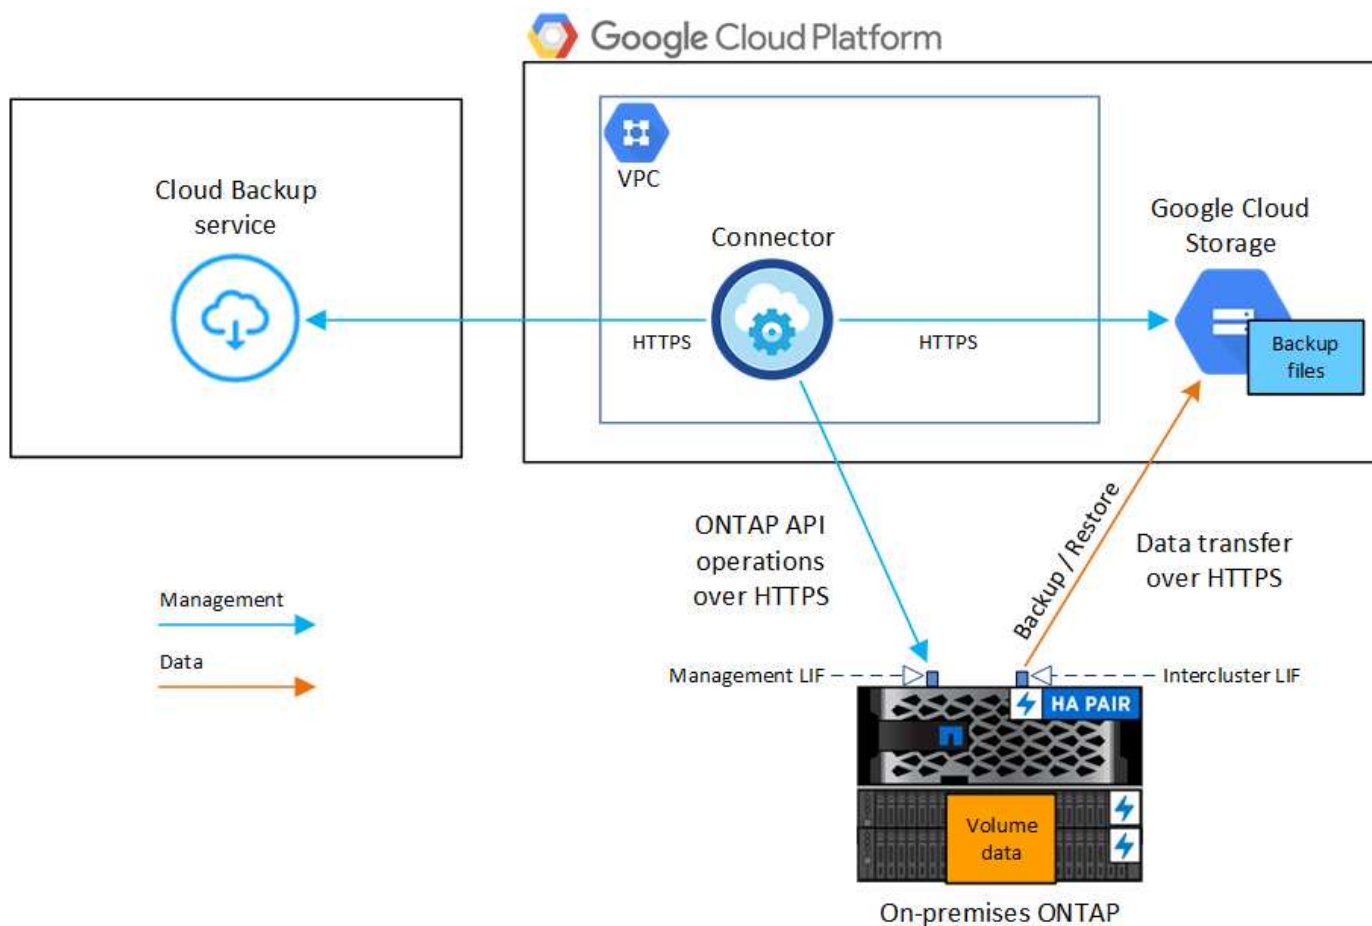 Google Cloud Platform
VPC
Cloud Backup
service
Connector
Google Cloud
Storage
HTTPS
HTTPS
Backup
files
ONTAP API
operations
over HTTPS
Backup / Restore
Data transfer
over HTTPS
Management
Data
Management LIF
Intercluster LIF
HA PAIR
Volume
data
On-premises ONTAP